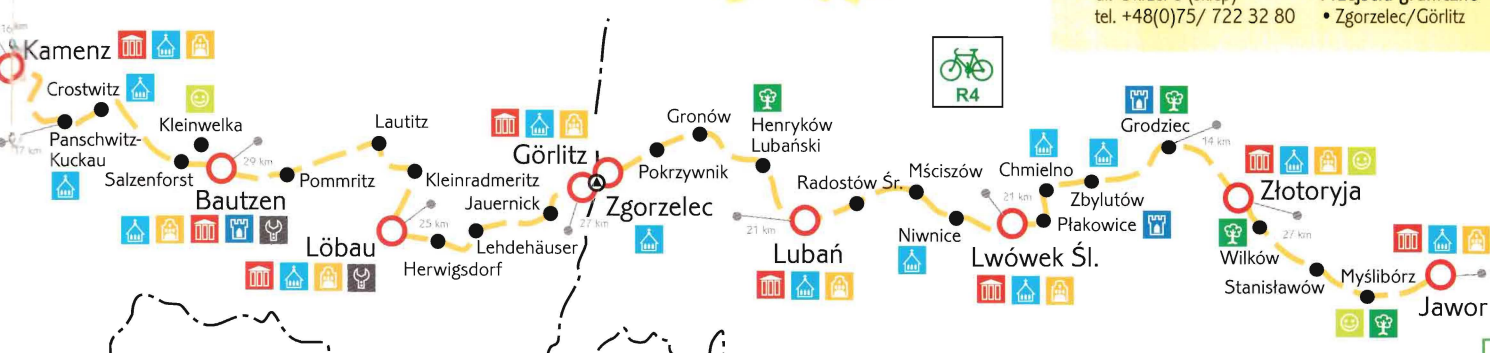 tel. +48(0)75/ 722 32 80
• Zgorzelec/Görlitz
R4
Kamenz
Crostwitz
Panschwitz-
Kuckau
17 km
Kleinwelka
Salzenforst
29 km
Bautzen
Pommritz
Lautitz
Kleinradmeritz
25 km
Löbau
Herwigsdorf
Lehdehäuser
Jauernick
Görlitz
27 km
Zgorzelec
Pokrzywnik
Gronów
Henryków
Lubański
21 km
Lubań
Radostów Śr.
Mściszów
Niwnice
21 km
Lwówek Śl.
Chmielno
Płakowice
Zbylutów
Grodziec
14 km
Złotoryja
27 km
Wilków
Stanisławów
Myślibórz
Jawor